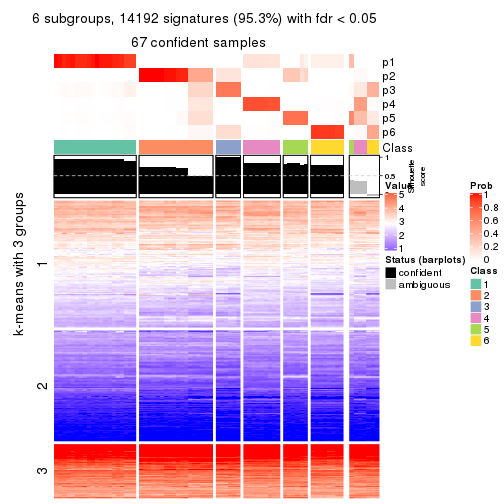 6 subgroups, 14192 signatures (95.3%) with fdr < 0.05
67 confident samples
p1
p2
p3
p4
p5
p6
Class
1
0.5
0
Silhouette
score
k-means with 3 groups
1
2
3
Value
5
4
3
2
1
Status (barplots)
confident
ambiguous
Prob
1
0.8
0.6
0.4
0.2
0
Class
1
2
3
4
5
6